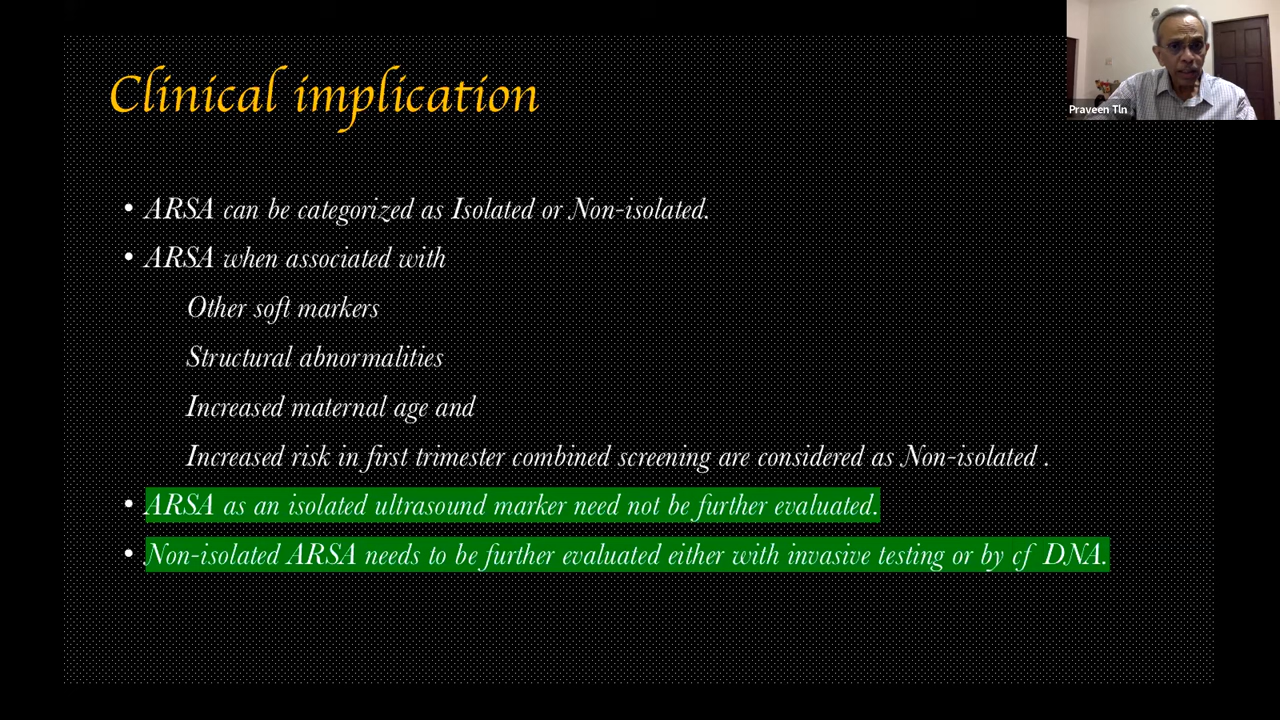 Clinical implication
Praveen Tln
• ARSA can be categorized as Isolated or Non-isolated.
• ARSA when associated with
Other soft markers
Structural abnormalities
Increased maternal age and
Increased risk in first trimester combined screening are considered as Non-isolated .
• ARSA as an isolated ultrasound marker need not be further evaluated.
• Non-isolated ARSA needs to be further evaluated either with invasive testing or by cf DNA.